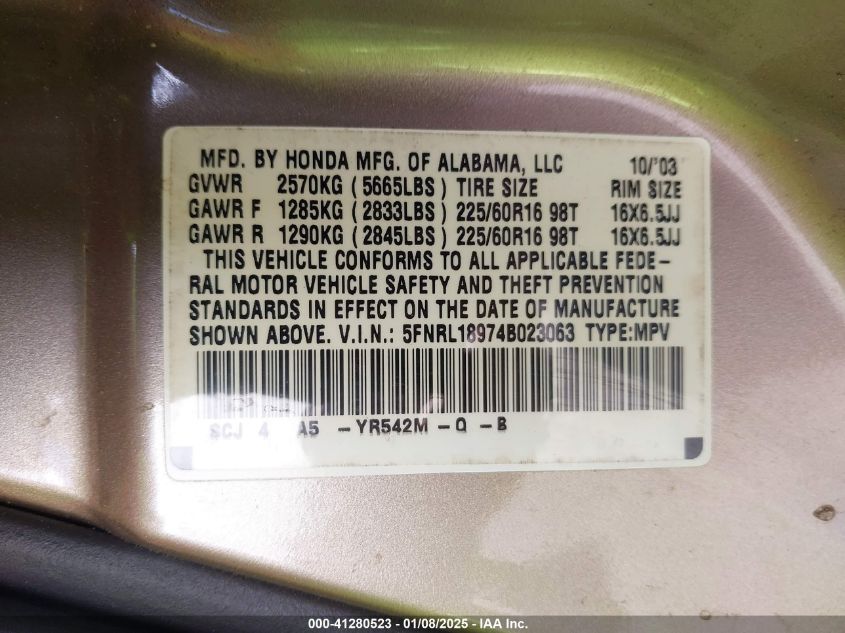 MFD. BY HONDA MFG. OF ALABAMA, LLC 10/'03
GVWR 2570KG (5665LBS) TIRE SIZE RIM SIZE
GAWR F 1285KG (2833LBS) 225/60R16 98T 16X6.5JJ
GAWR R 1290KG (2845LBS) 225/60R16 98T 16X6.5JJ
THIS VEHICLE CONFORMS TO ALL APPLICABLE FEDE-
RAL MOTOR VEHICLE SAFETY AND THEFT PREVENTION
STANDARDS IN EFFECT ON THE DATE OF MANUFACTURE
SHOWN ABOVE. V.I.N.: 5FNRL18974B023063 TYPE:MPV
SCJ 4 A5 -YR542M -Q -B
000-41280523 - 01/08/2025 - IAA Inc.